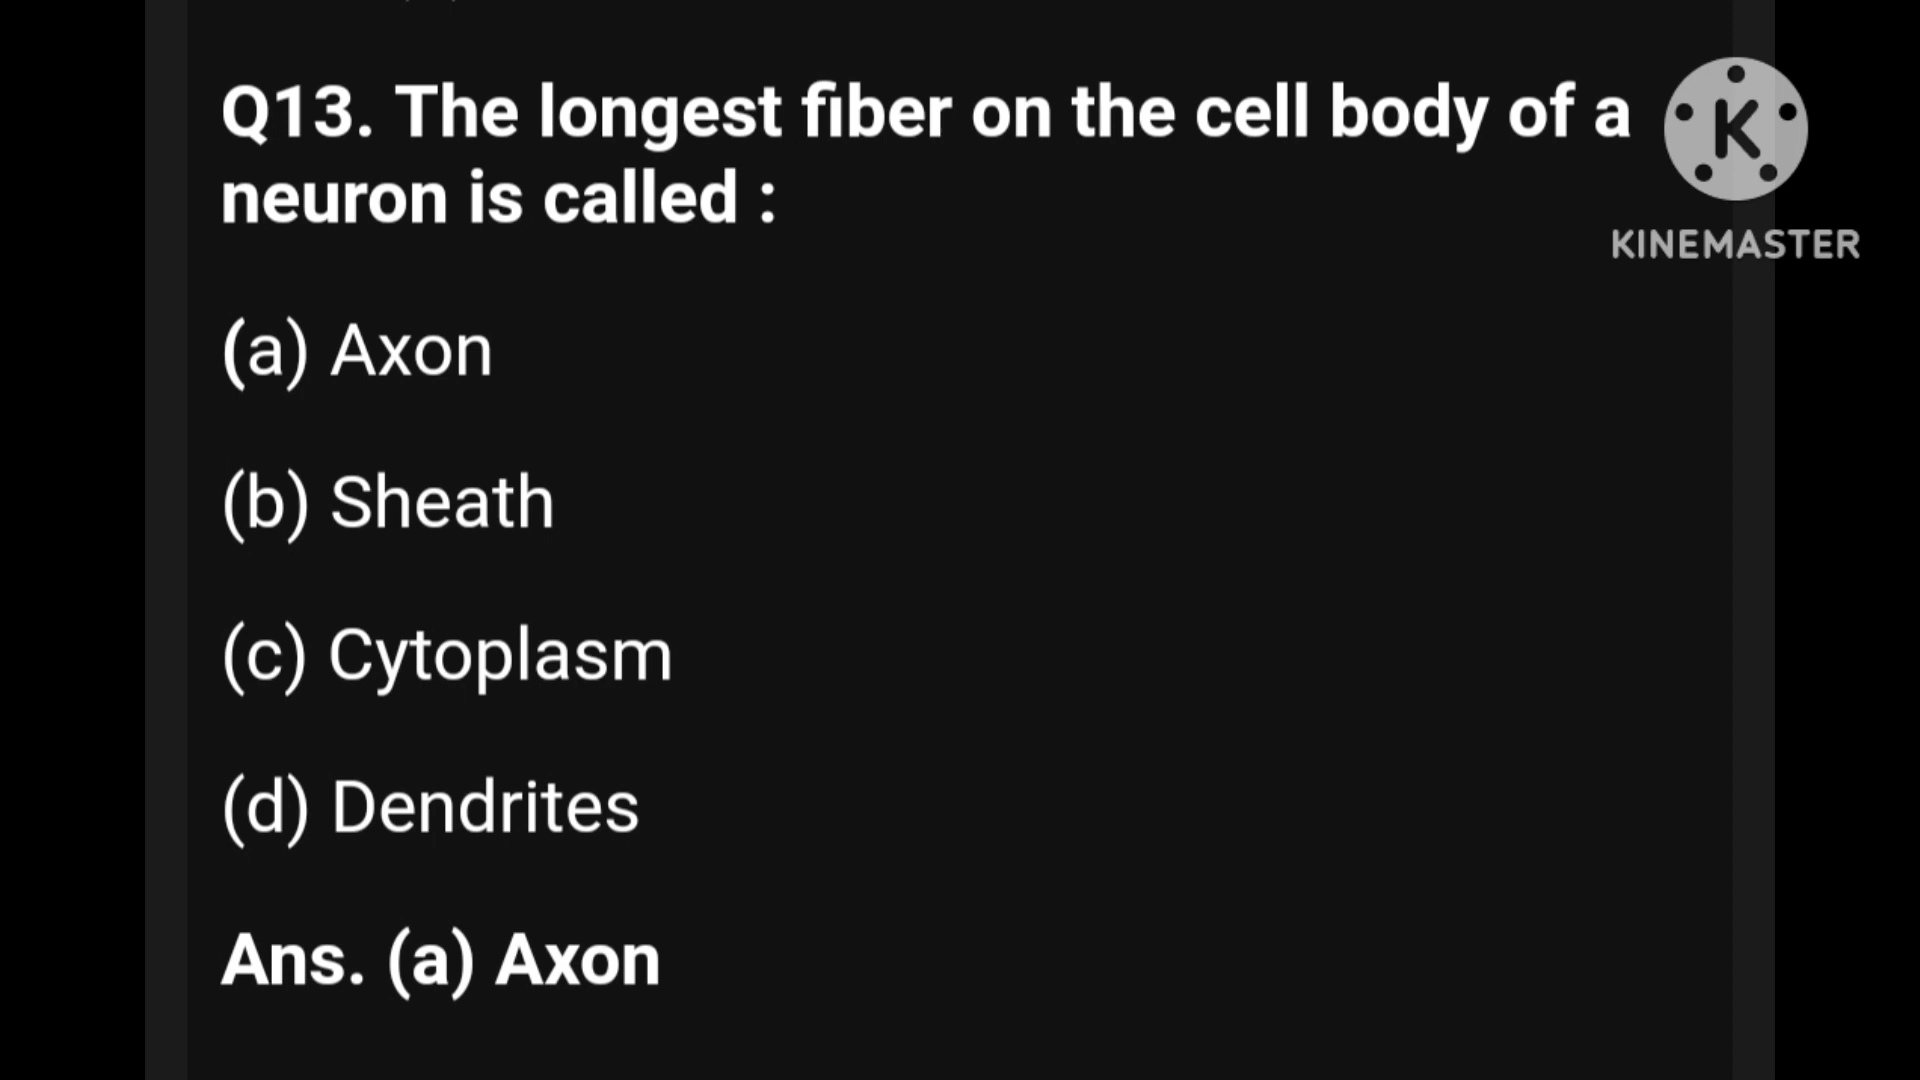 Q13. The longest fiber on the cell body of a
neuron is called :
K
KINEMASTER
(a) Axon
(b) Sheath
(c) Cytoplasm
(d) Dendrites
Ans. (a) Axon